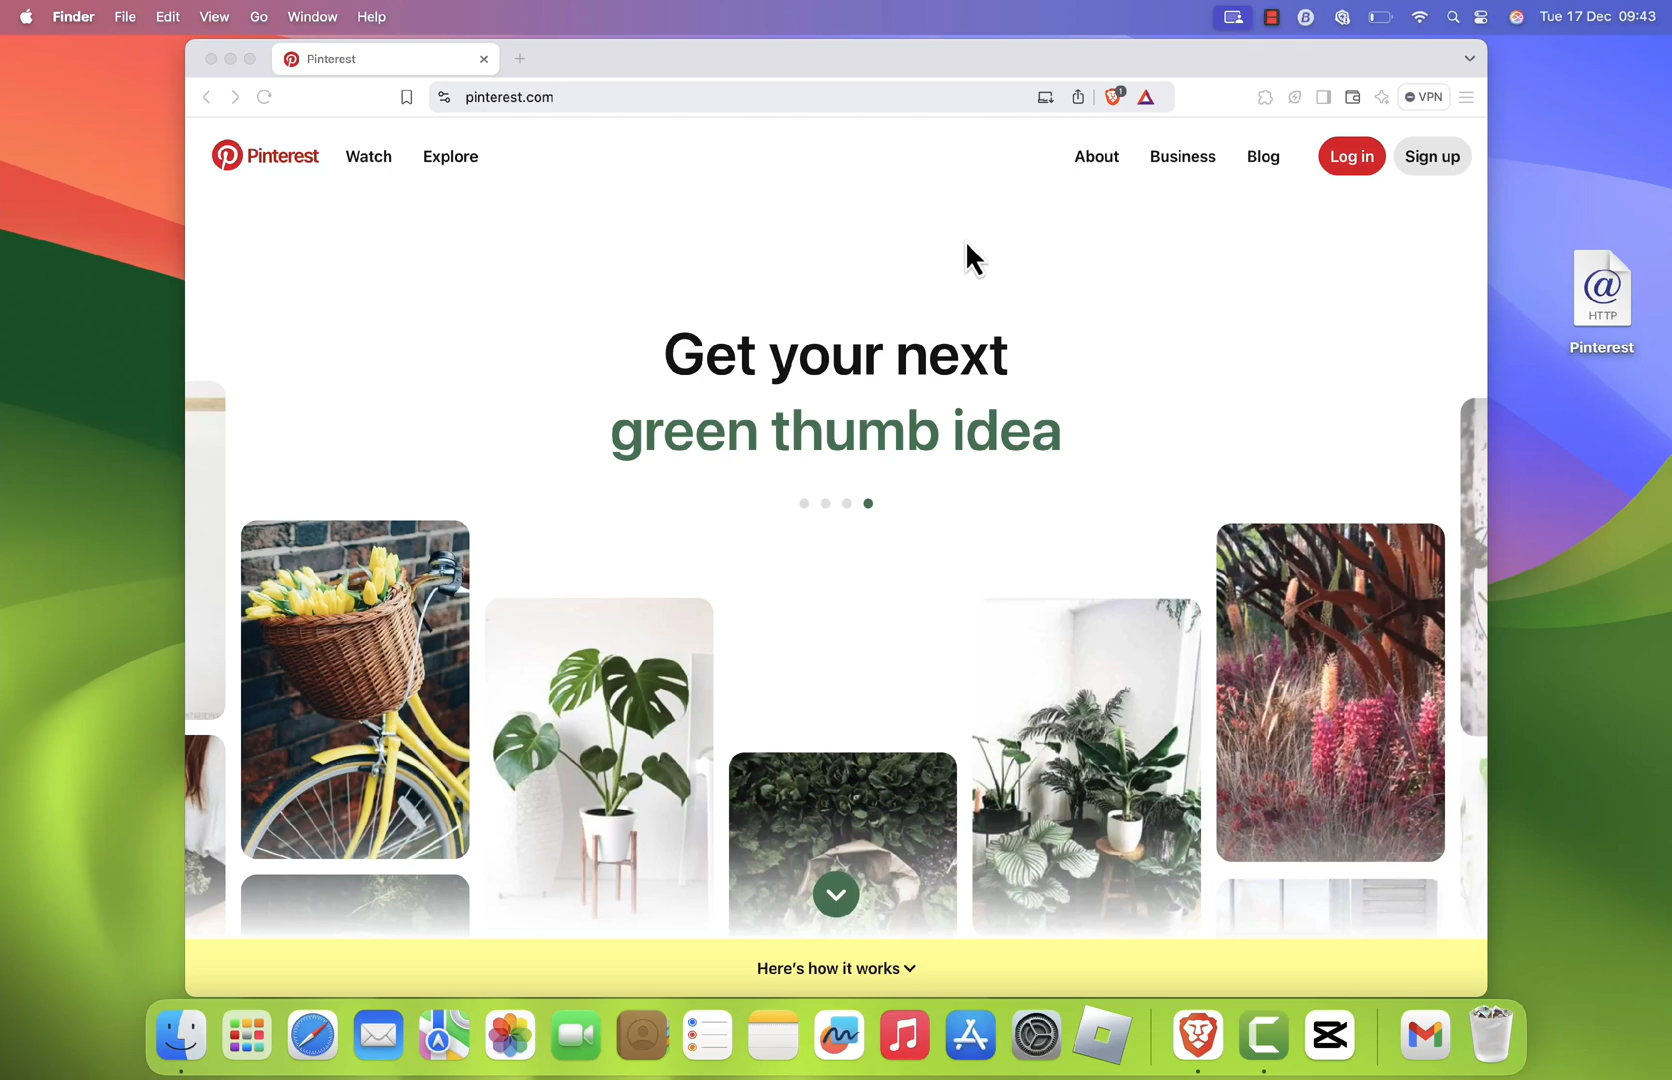 Finder File Edit View Go Window Help
Tue 17 Dec 09:43
Pinterest
pinterest.com
1
VPN
Pinterest Watch Explore About Business Blog Log in Sign up
@
HTTP
Pinterest
Get your next
green thumb idea
Here's how it works